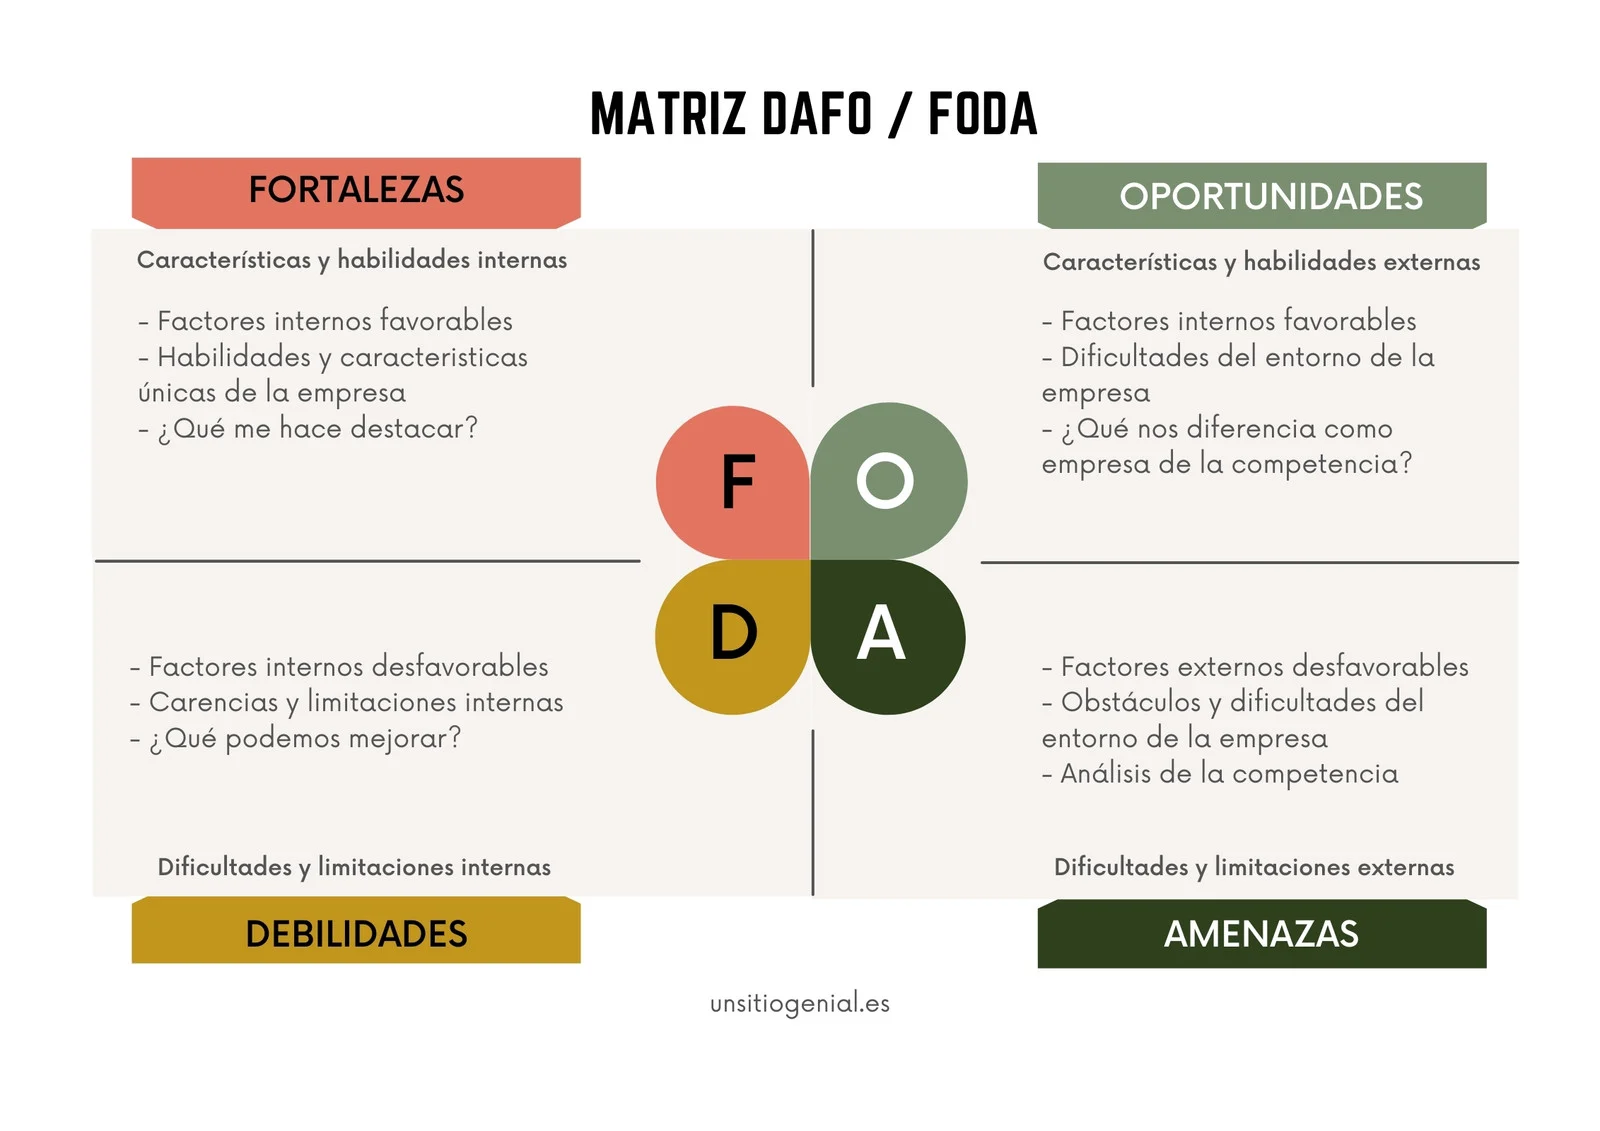 MATRIZ DAFO / FODA
FORTALEZAS
Características y habilidades internas
- Factores internos favorables
- Habilidades y caracteristicas
únicas de la empresa
- ¿Qué me hace destacar?
OPORTUNIDADES
Características y habilidades externas
- Factores internos favorables
- Dificultades del entorno de la
empresa
- ¿Qué nos diferencia como
empresa de la competencia?
F
O
D
A
- Factores internos desfavorables
- Carencias y limitaciones internas
- ¿Qué podemos mejorar?
Dificultades y limitaciones internas
DEBILIDADES
- Factores externos desfavorables
- Obstáculos y dificultades del
entorno de la empresa
- Análisis de la competencia
Dificultades y limitaciones externas
AMENAZAS
unsitiogenial.es